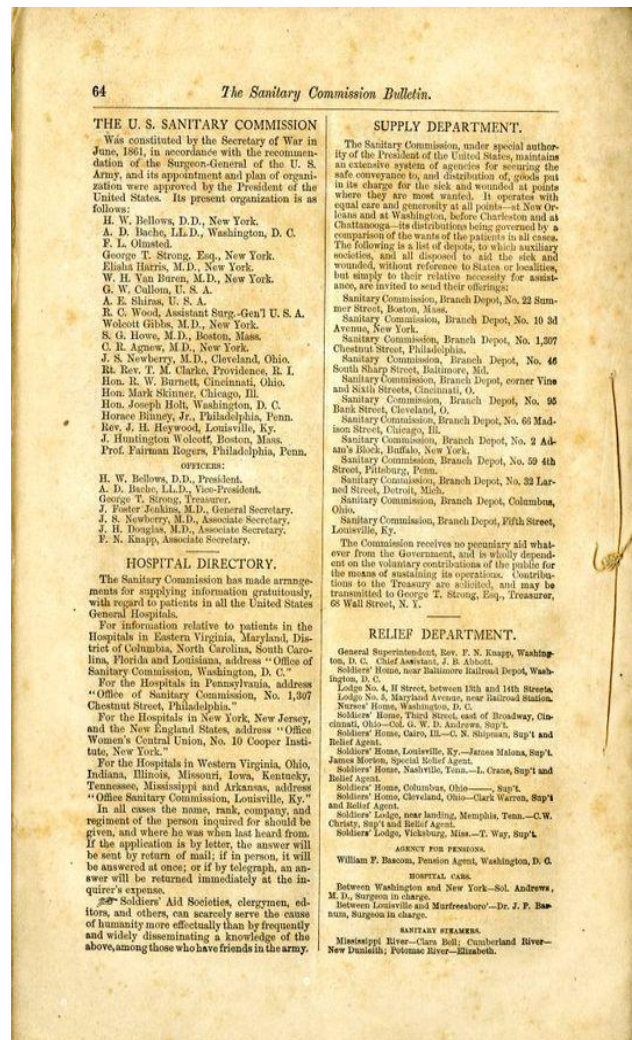 64
The Sanitary Commission Bulletin.
THE U. S. SANITARY COMMISSION
Was constituted by the Secretary of War in
June, 1861, in accordance with the recommen-
dation of the Surgeon-General of the U. S.
Army, and its appointment and plan of organi-
zation were approved by the President of the
United States. Its present organization is as
follows:
H. W. Bellows, D.D., New York.
A. D. Bache, LL.D., Washington, D. C.
F. L. Olmsted.
George T. Strong, Esq., New York.
Elisha Harris, M.D., New York.
W. H. Van Buren, M.D., New York.
G. W. Cullom, U. S. A.
A. E. Shiras, U. S. A.
R. C. Wood, Assistant Surg.-Gen'l U. S. A.
Wolcott Gibbs, M.D., New York.
S. G. Howe, M.D., Boston, Mass.
C. R. Agnew, M D., New York.
J. S. Newberry, M.D., Cleveland, Ohio.
Rt. Rev. T. M. Clarke, Providence, R. I.
Hon. R. W. Burnett, Cincinnati, Ohio.
Hon. Mark Skinner, Chicago, Ill.
Hon. Joseph Holt, Washington, D. C.
Horace Binney, Jr., Philadelphia, Penn.
Rev. J. H. Heywood, Louisville, Ky.
J. Huntington Wolcott, Boston, Mass.
Prof. Fairman Rogers, Philadelphia, Penn.
OFFICERS:
H. W. Bellows, D.D., President.
A. D. Bache, LL.D., Vice-President.
George T. Strong, Treasurer.
J. Foster Jenkins, M.D., General Secretary.
J. S. Newberry, M.D., Associate Secretary.
J. H. Douglas, M.D., Associate Secretary.
F. N. Knapp, Associate Secretary.
HOSPITAL DIRECTORY.
The Sanitary Commission has made arrange-
ments for supplying information gratuitously,
with regard to patients in all the United States
General Hospitals.
For information relative to patients in the
Hospitals in Eastern Virginia, Maryland, Dis-
trict of Columbia, North Carolina, South Caro-
lina, Florida and Louisiana, address "Office of
Sanitary Commission, Washington, D. C."
For the Hospitals in Pennsylvania, address
"Office of Sanitary Commission, No. 1,307
Chestnut Street, Philadelphia."
For the Hospitals in New York, New Jersey,
and the New England States, address "Office
Women's Central Union, No. 10 Cooper Insti-
tute, New York."
For the Hospitals in Western Virginia, Ohio,
Indiana, Illinois, Missouri, Iowa, Kentucky,
Tennessee, Mississippi and Arkansas, address
"Office Sanitary Commission, Louisville, Ky."
In all cases the name, rank, company, and
regiment of the person inquired for should be
given, and where he was when last heard from.
If the application is by letter, the answer will
be sent by return of mail; if in person, it will
be answered at once; or if by telegraph, an an-
swer will be returned immediately at the in-
quirer's expense.
Soldiers' Aid Societies, clergymen, ed-
itors, and others, can scarcely serve the cause
of humanity more effectually than by frequently
and widely disseminating a knowledge of the
above, among those who have friends in the army.
SUPPLY DEPARTMENT.
The Sanitary Commission, under special author-
ity of the President of the United States, maintains
an extensive system of agencies for securing the
safe conveyance to, and distribution of, goods put
in its charge for the sick and wounded at points
where they are most wanted. It operates with
equal care and generosity at all points—at New Or-
leans and at Washington, before Charleston and at
Chattanooga—its distributions being governed by a
comparison of the wants of the patients in all cases.
The following is a list of depots, to which auxiliary
societies, and all disposed to aid the sick and
wounded, without reference to States or localities,
but simply to their relative necessity for assist-
ance, are invited to send their offerings:
Sanitary Commission, Branch Depot, No. 22 Sum-
mer Street, Boston, Mass.
Sanitary Commission, Branch Depot, No. 10 3d
Avenue, New York.
Sanitary Commission, Branch Depot, No. 1,307
Chestnut Street, Philadelphia.
Sanitary Commission, Branch Depot, No. 46
South Sharp Street, Baltimore, Md.
Sanitary Commission, Branch Depot, corner Vine
and Sixth Streets, Cincinnati, O.
Sanitary Commission, Branch Depot, No. 95
Bank Street, Cleveland, O.
Sanitary Commission, Branch Depot, No. 66 Mad-
ison Street, Chicago, Ill.
Sanitary Commission, Branch Depot, No. 2 Ad-
am's Block, Buffalo, New York.
Sanitary Commission, Branch Depot, No. 59 4th
Street, Pittsburg, Penn.
Sanitary Commission, Branch Depot, No. 32 Lar-
ned Street, Detroit, Mich.
Sanitary Commission, Branch Depot, Columbus,
Ohio.
Sanitary Commission, Branch Depot, Fifth Street,
Louisville, Ky.
The Commission receives no pecuniary aid what-
ever from the Government, and is wholly depend-
ent on the voluntary contributions of the public for
the means of sustaining its operations. Contribu-
tions to the Treasury are solicited, and may be
transmitted to George T. Strong, Esq., Treasurer,
68 Wall Street, N. Y.
RELIEF DEPARTMENT.
General Superintendent, Rev. F. N. Knapp, Washing-
ton, D. C. Chief Assistant, J. B. Abbott.
Soldiers' Home, near Baltimore Railroad Depot, Wash-
ington, D. C.
Lodge No. 4, H Street, between 13th and 14th Streets.
Lodge No. 5, Maryland Avenue, near Railroad Station.
Nurses' Home, Washington, D. C.
Soldiers' Home, Third Street, east of Broadway, Cin-
cinnati, Ohio—Col. G. W. D. Andrews, Sup't.
Soldiers' Home, Cairo, Ill.—C. N. Shipman, Sup't and
Relief Agent.
Soldiers' Home, Louisville, Ky.—James Malona, Sup't.
James Morton, Special Relief Agent.
Soldiers' Home, Nashville, Tenn.—L. Crane, Sup't and
Relief Agent.
Soldiers' Home, Columbus, Ohio———, Sup't.
Soldiers' Home, Cleveland, Ohio—Clark Warren, Sup't
and Relief Agent.
Soldiers' Lodge, near landing, Memphis, Tenn.—C.W.
Christy, Sup't and Relief Agent.
Soldiers' Lodge, Vicksburg, Miss.—T. Way, Sup't.
AGENCY FOR PENSIONS.
William F. Bascom, Pension Agent, Washington, D. C.
HOSPITAL CARS.
Between Washington and New York—Sol. Andrews,
M. D., Surgeon in charge.
Between Louisville and Murfreesboro'—Dr. J. P. Bar-
num, Surgeon in charge.
SANITARY STEAMERS.
Mississippi River—Clara Bell; Cumberland River—
New Dunleith; Potomac River—Elizabeth.